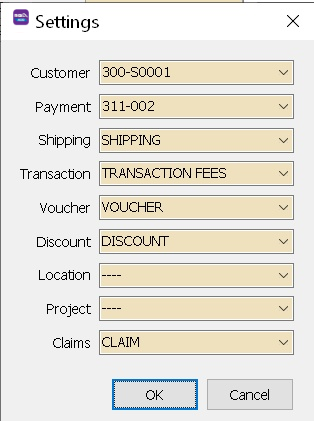 Settings
Customer 300-S0001
Payment 311-002
Shipping SHIPPING
Transaction TRANSACTION FEES
Voucher VOUCHER
Discount DISCOUNT
Location ----
Project ----
Claims CLAIM
OK Cancel